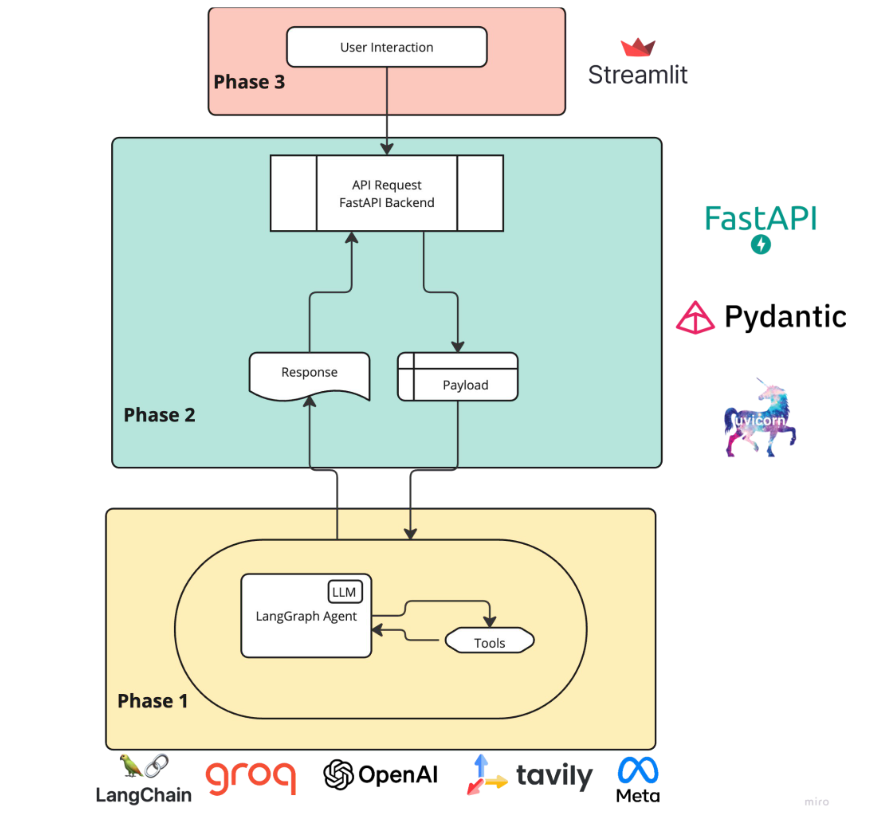 User Interaction
Phase 3
Streamlit
API Request
FastAPI Backend
FastAPI
Pydantic
Response
Payload
Phase 2
uvicorn
LLM
LangGraph Agent
Tools
Phase 1
LangChain
groq
OpenAI
tavily
Meta
miro